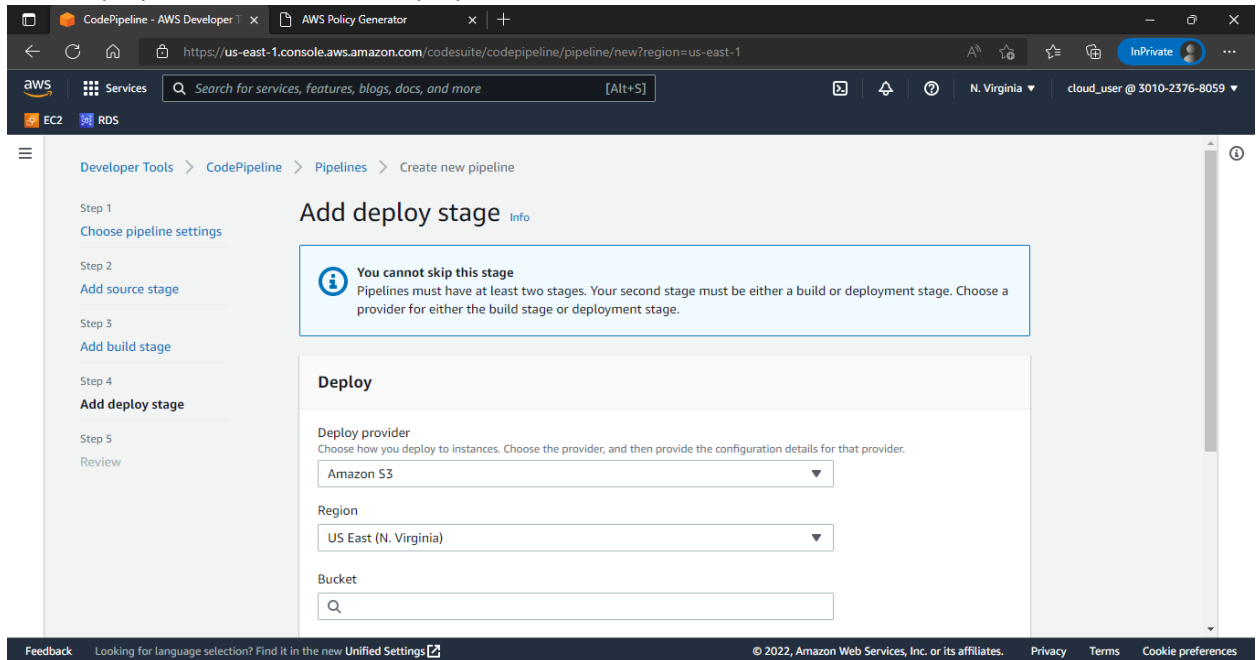 CodePipeline - AWS Developer T
AWS Policy Generator
https://us-east-1.console.aws.amazon.com/codesuite/codepipeline/pipeline/new?region=us-east-1
InPrivate
aws
Services
Search for services, features, blogs, docs, and more
[Alt+S]
N. Virginia
cloud_user @ 3010-2376-8059
EC2
RDS
Developer Tools > CodePipeline > Pipelines > Create new pipeline
Step 1
Choose pipeline settings
Step 2
Add source stage
Step 3
Add build stage
Step 4
Add deploy stage
Step 5
Review
Add deploy stage Info
You cannot skip this stage
Pipelines must have at least two stages. Your second stage must be either a build or deployment stage. Choose a
provider for either the build stage or deployment stage.
Deploy
Deploy provider
Choose how you deploy to instances. Choose the provider, and then provide the configuration details for that provider.
Amazon S3
Region
US East (N. Virginia)
Bucket
Feedback
Looking for language selection? Find it in the new Unified Settings
© 2022, Amazon Web Services, Inc. or its affiliates.
Privacy
Terms
Cookie preferences